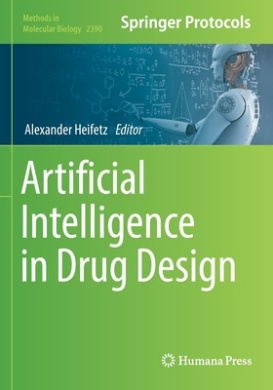 Methods in
Molecular Biology 2390
Springer Protocols
Alexander Heifetz Editor
Artificial
Intelligence
in Drug Design
Humana Press